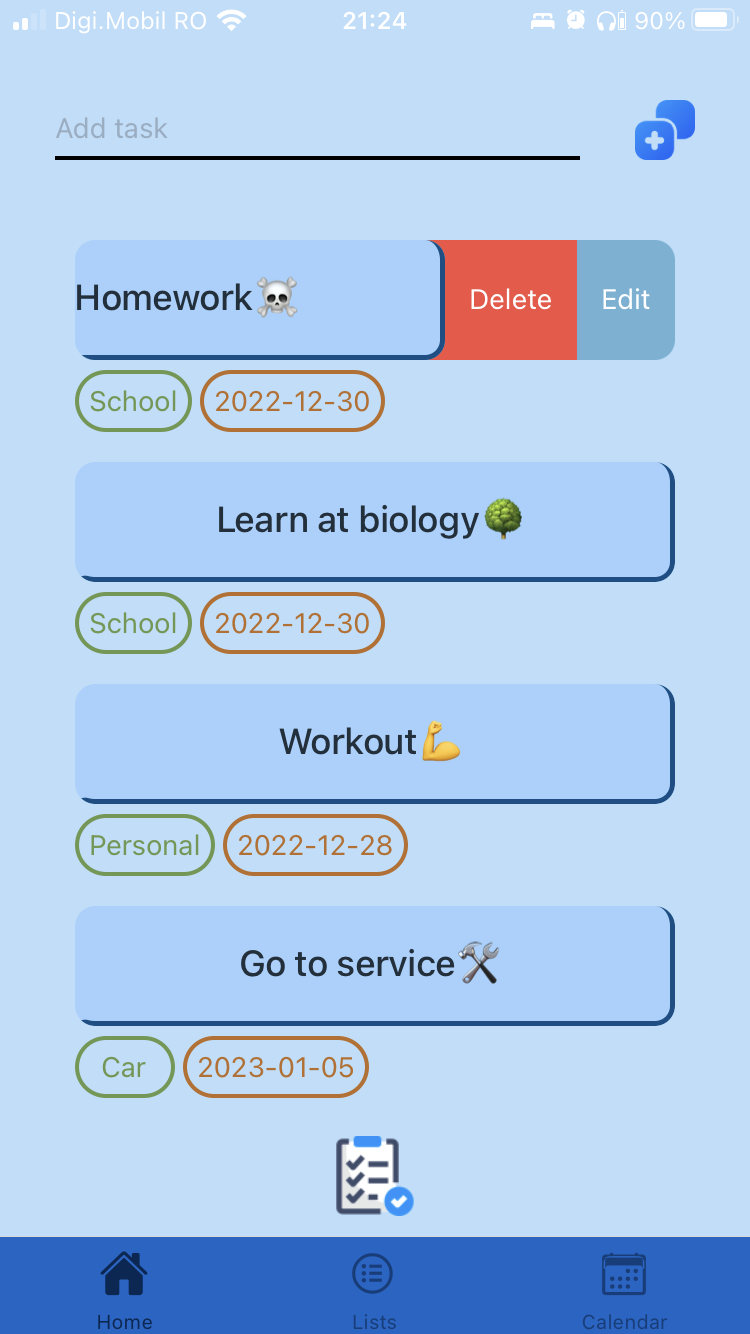 Digi.Mobil RO 21:24 90%
Add task
Homework☠️ Delete Edit
School 2022-12-30
Learn at biology🌳
School 2022-12-30
Workout💪
Personal 2022-12-28
Go to service🛠️
Car 2023-01-05
Home Lists Calendar